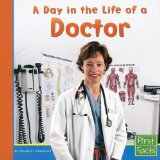 A Day in the Life of a
Doctor
First
Facts